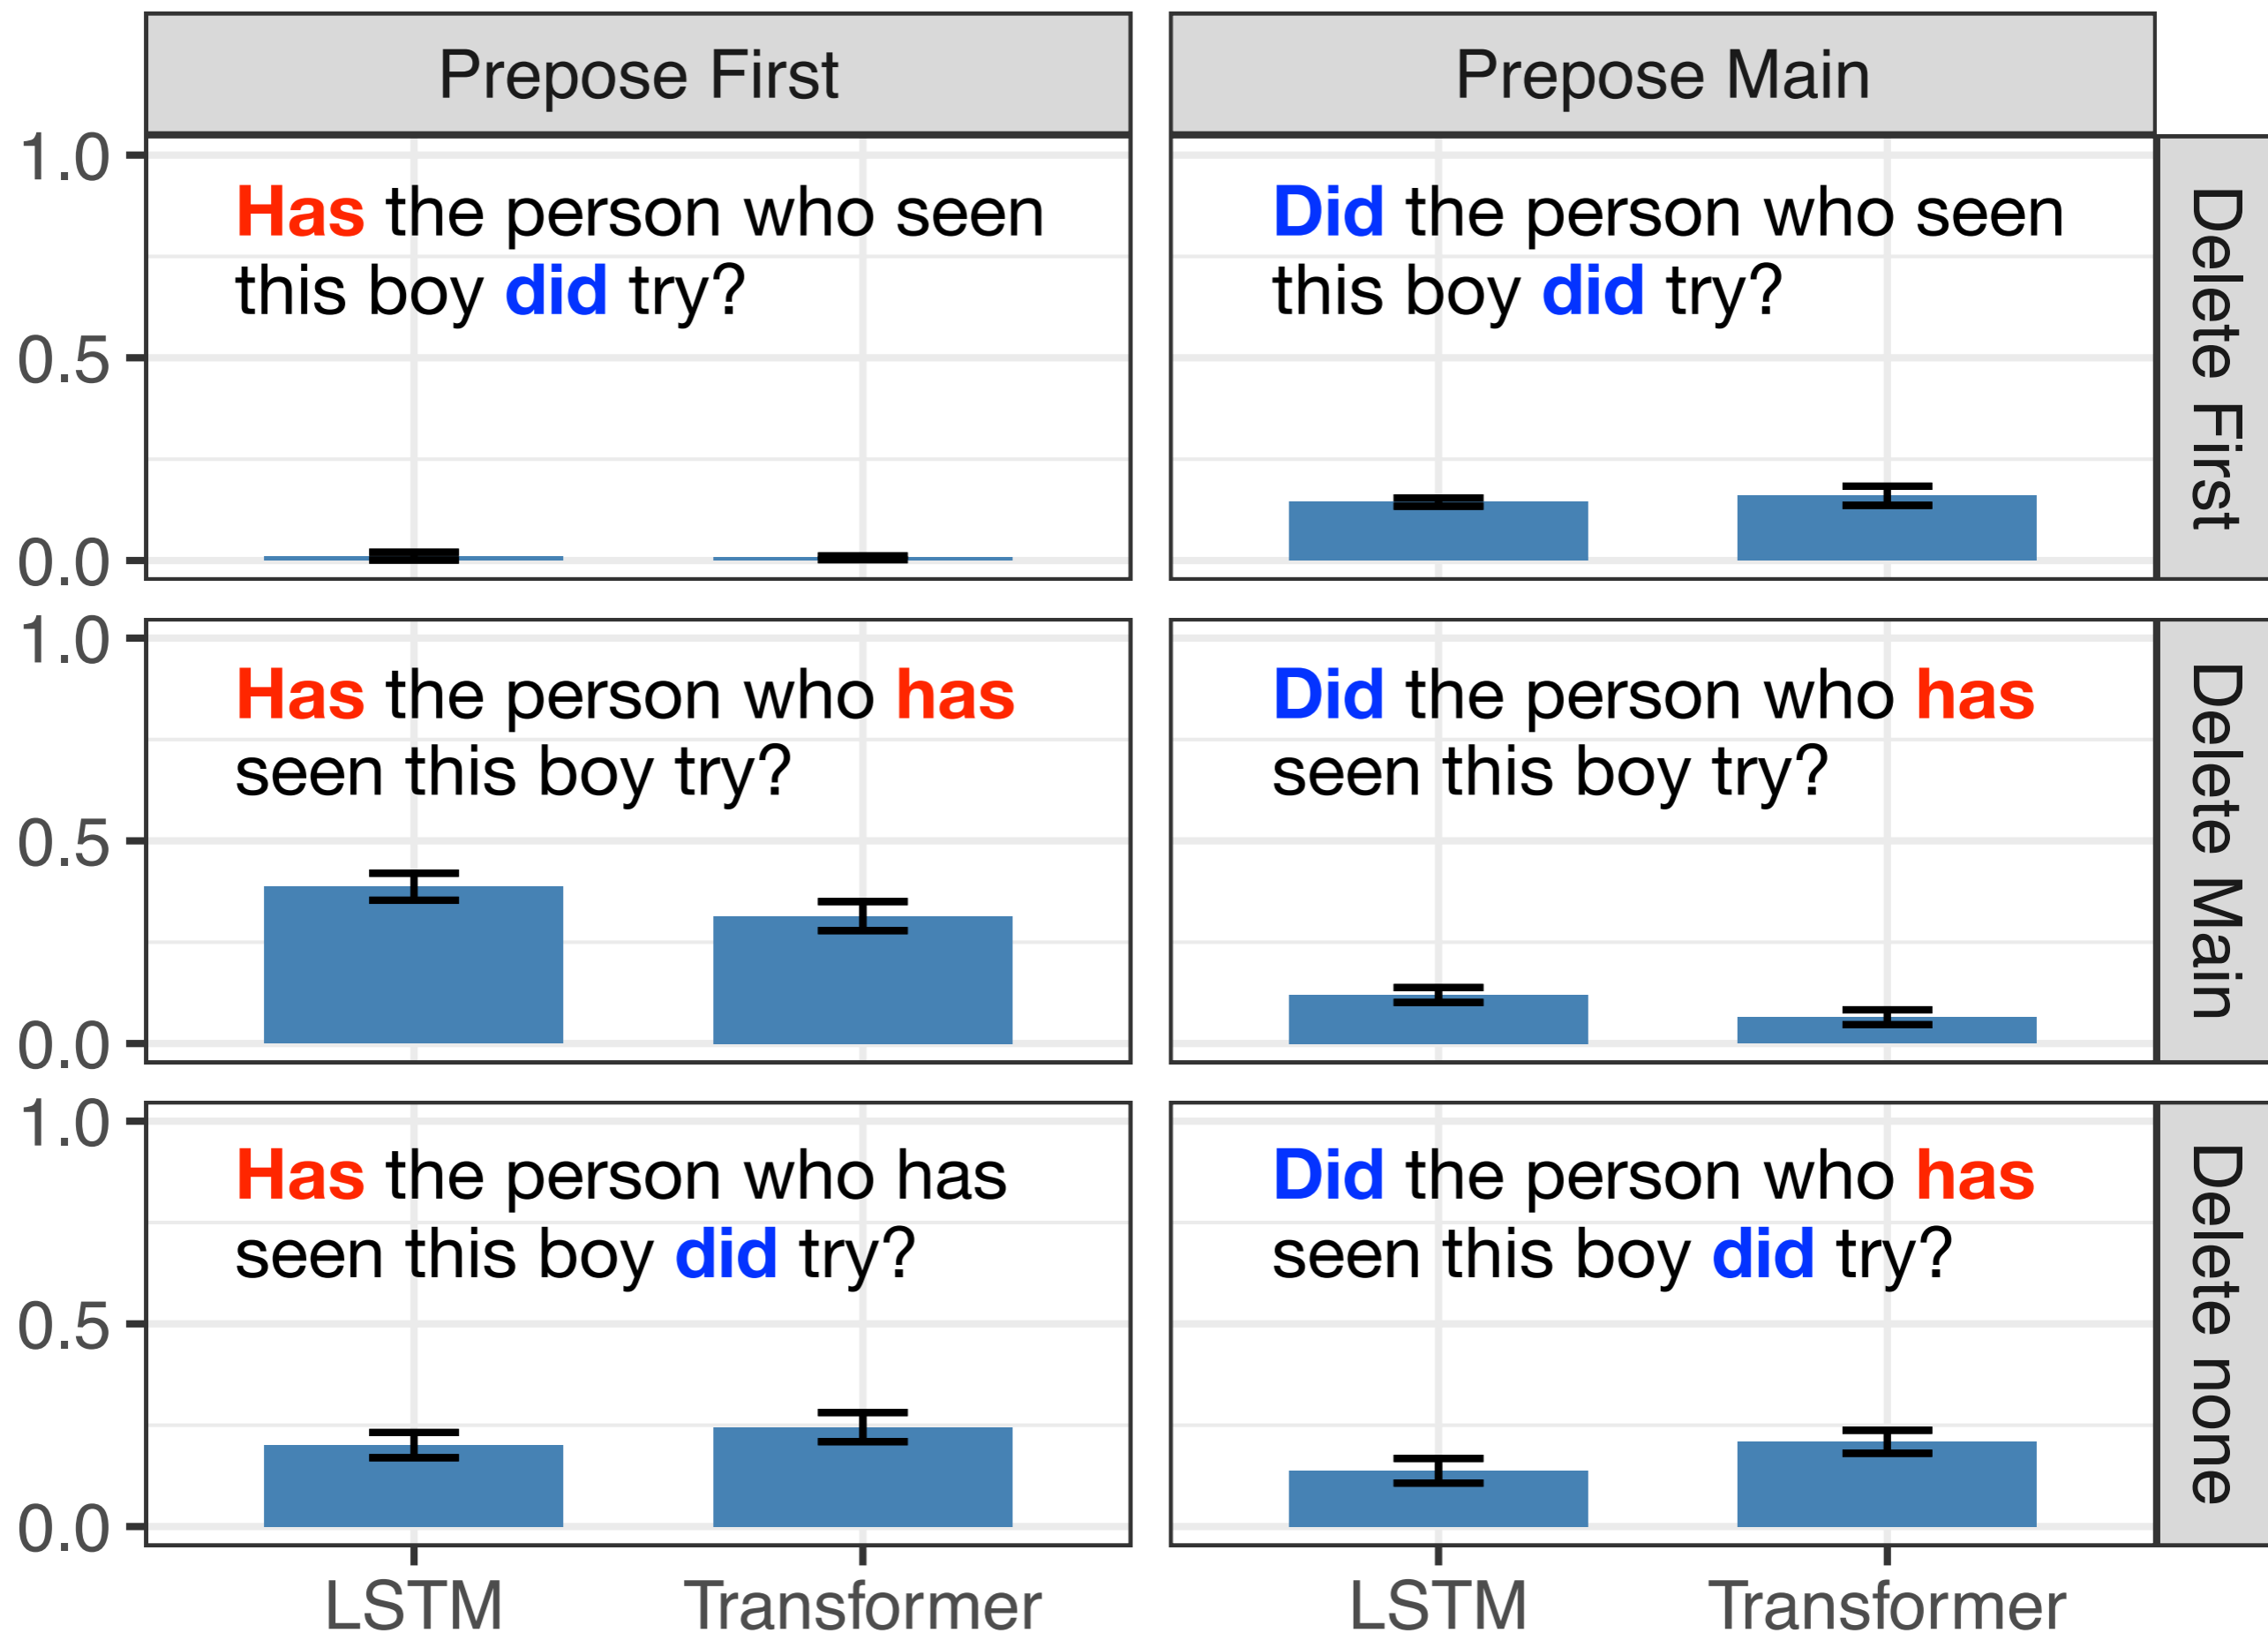 Prepose First
Prepose Main
1.0
0.5
0.0
Has the person who seen
this boy did try?
Did the person who seen
this boy did try?
Delete First
1.0
0.5
0.0
Has the person who has
seen this boy try?
Did the person who has
seen this boy try?
Delete Main
1.0
0.5
0.0
Has the person who has
seen this boy did try?
Did the person who has
seen this boy did try?
Delete none
LSTM
Transformer
LSTM
Transformer